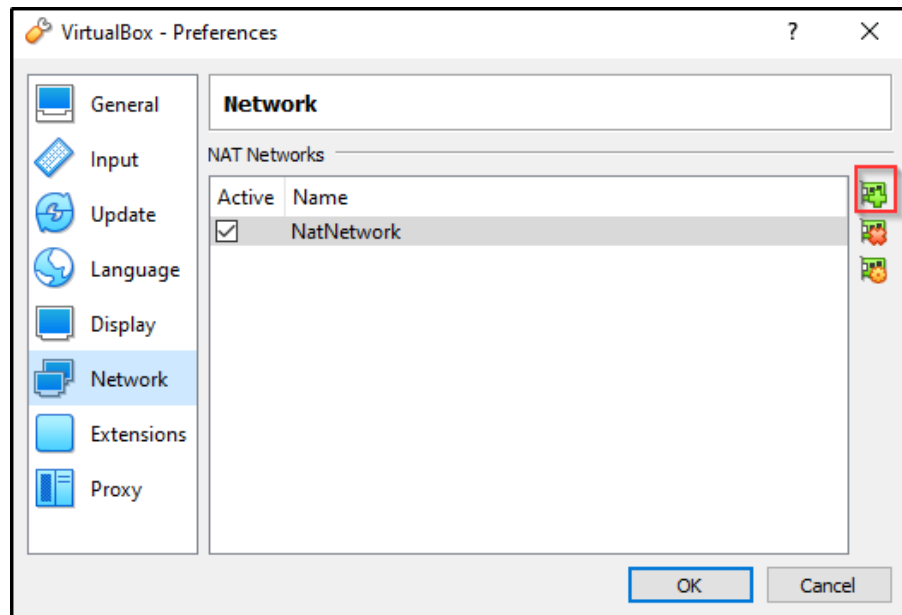 VirtualBox - Preferences ?
General
Input
Update
Language
Display
Network
Extensions
Proxy
Network
NAT Networks
Active Name
NatNetwork
OK Cancel